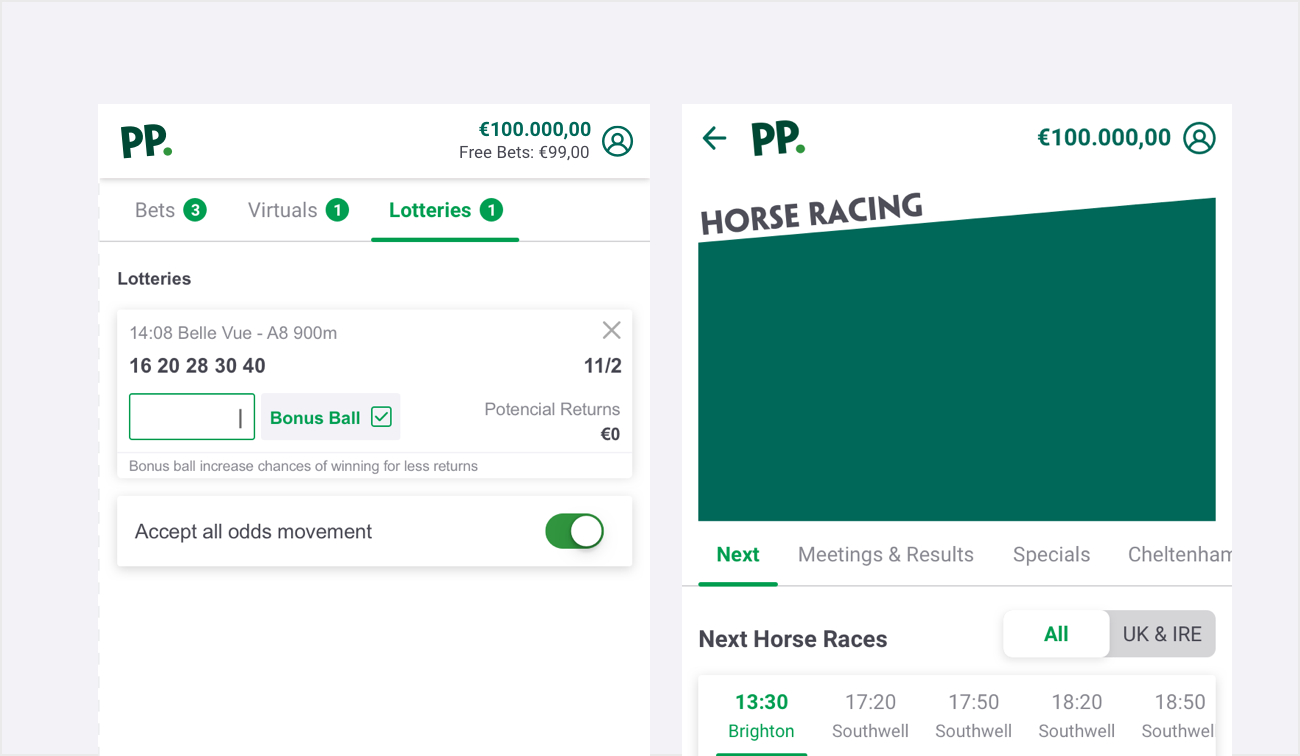 PP.
€100.000,00
Free Bets: €99,00
Bets 3
Virtuals 1
Lotteries 1
Lotteries
14:08 Belle Vue - A8 900m
16 20 28 30 40
11/2
Bonus Ball
Potencial Returns
€0
Bonus ball increase chances of winning for less returns
Accept all odds movement
PP.
€100.000,00
HORSE RACING
Next
Meetings & Results
Specials
Cheltenham
Next Horse Races
All
UK & IRE
13:30 17:20 17:50 18:20 18:50
Brighton Southwell Southwell Southwell Southwel